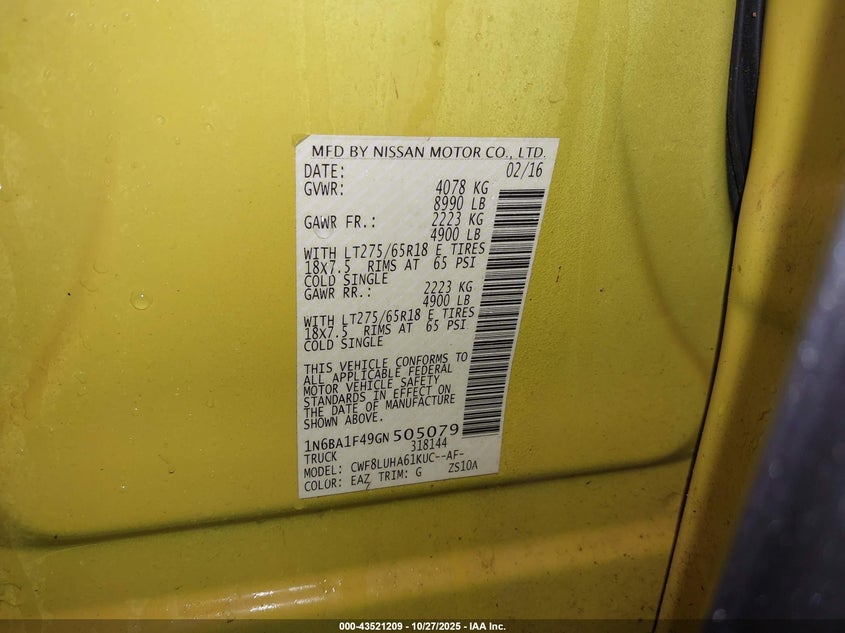 MFD BY NISSAN MOTOR CO., LTD.
DATE: 02/16
GVWR: 4078 KG
8990 LB
GAWR FR.: 2223 KG
4900 LB
WITH LT275/65R18 E TIRES
18X7.5 RIMS AT 65 PSI
COLD SINGLE
GAWR RR.: 2223 KG
4900 LB
WITH LT275/65R18 E TIRES
18X7.5 RIMS AT 65 PSI
COLD SINGLE
THIS VEHICLE CONFORMS TO
ALL APPLICABLE FEDERAL
MOTOR VEHICLE SAFETY
STANDARDS IN EFFECT ON
THE DATE OF MANUFACTURE
SHOWN ABOVE.
1N6BA1F49GN505079
TRUCK 318144
MODEL: CWF8LUHA61KUC--AF-
COLOR: EAZ TRIM: G ZS10A
000-43521209 - 10/27/2025 - IAA Inc.